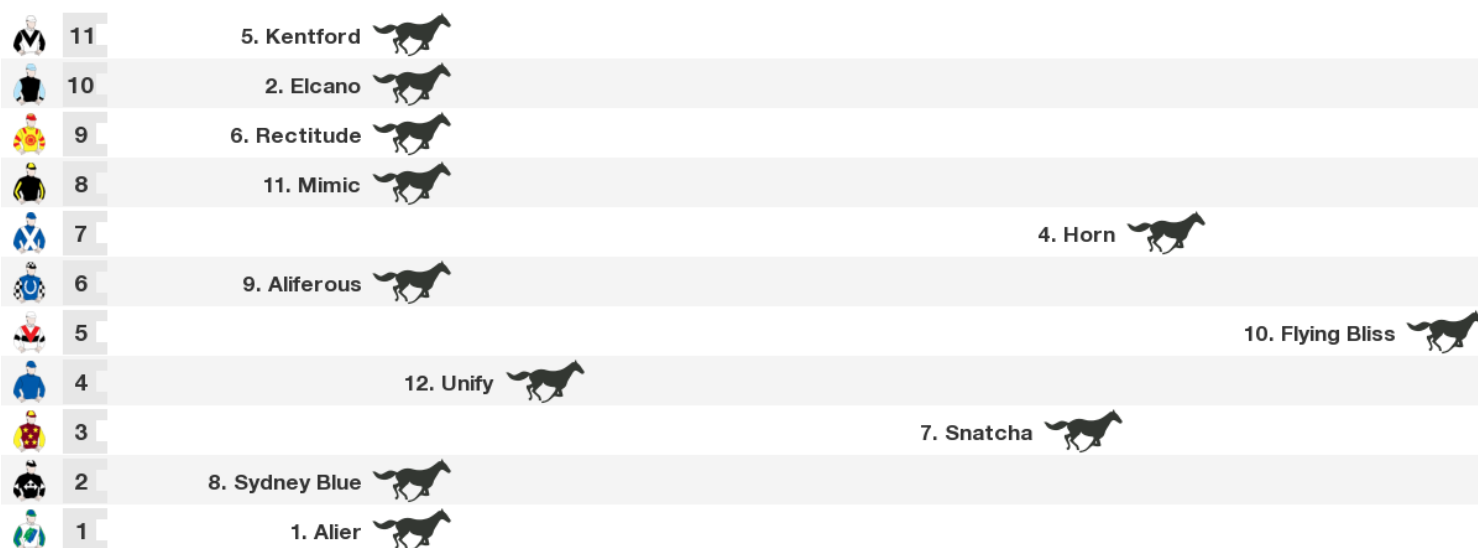 11 5. Kentford
10 2. Elcano
9 6. Rectitude
8 11. Mimic
7 4. Horn
6 9. Aliferous
5 10. Flying Bliss
4 12. Unify
3 7. Snatcha
2 8. Sydney Blue
1 1. Alier